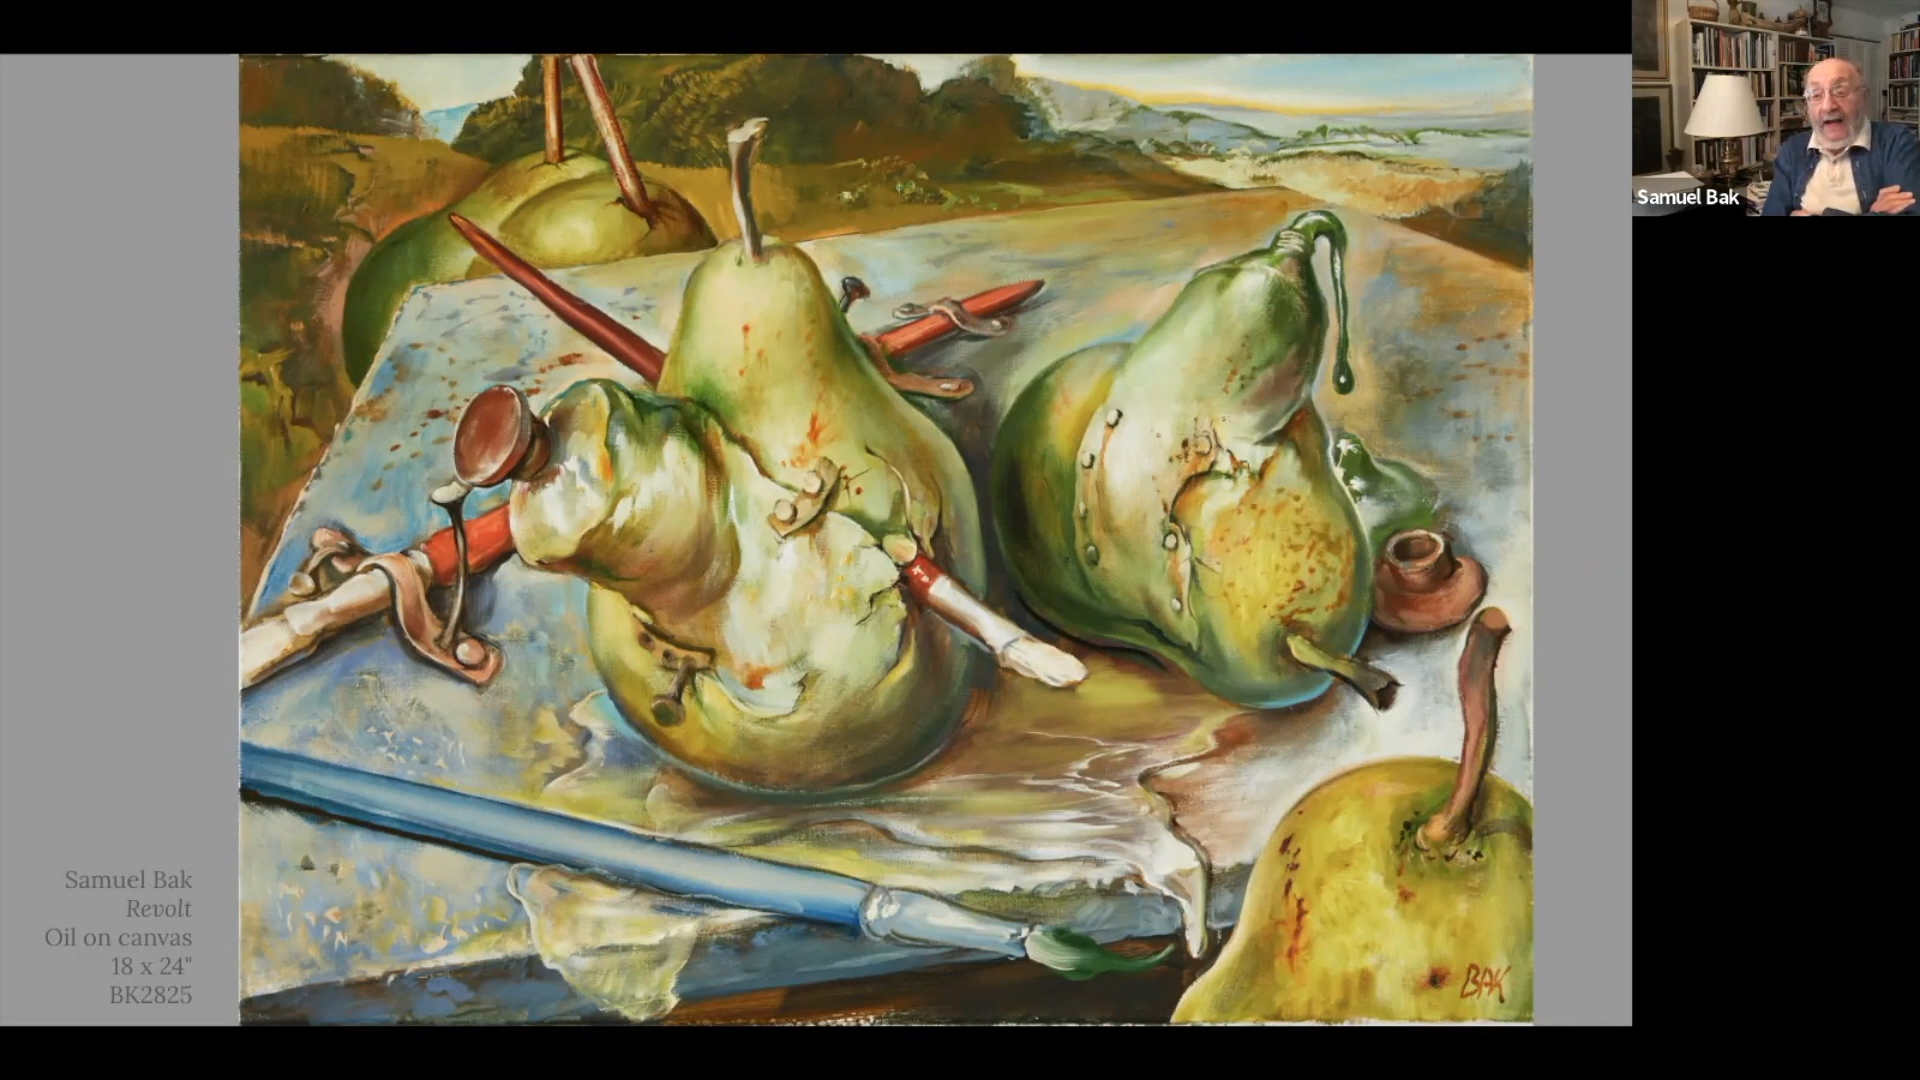 Samuel Bak
Samuel Bak
Revolt
Oil on canvas
18 x 24"
BK2825
BAK